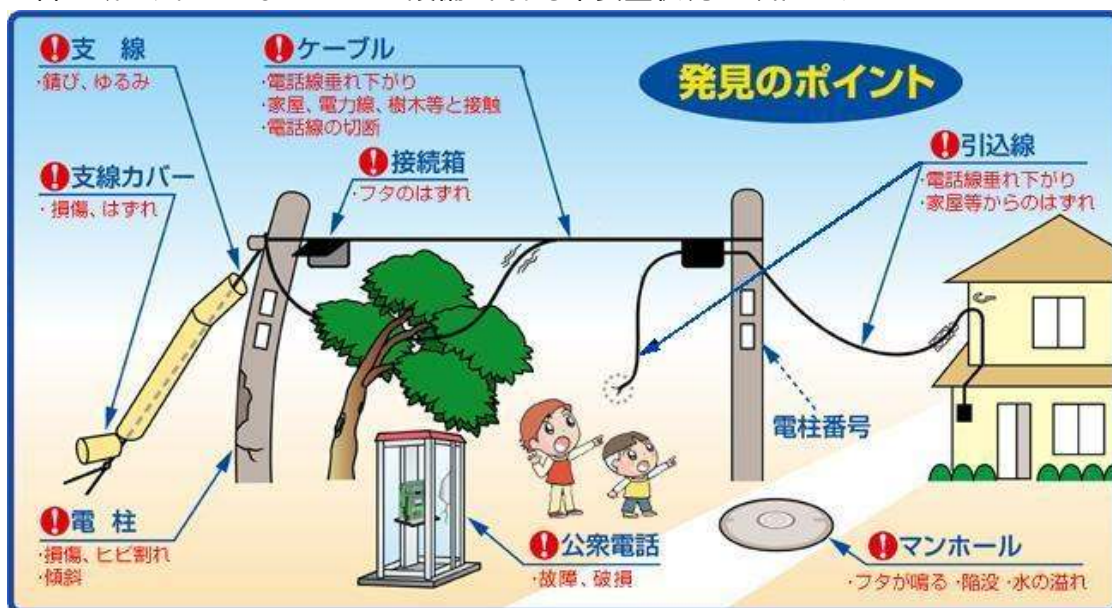 発見のポイント
支 線
・錆び、ゆるみ
ケーブル
・電話線垂れ下がり
・家屋、電力線、樹木等と接触
・電話線の切断
接続箱
・フタのはずれ
引込線
・電話線垂れ下がり
・家屋等からのはずれ
支線カバー
・損傷、はずれ
電柱番号
電 柱
・損傷、ヒビ割れ
・傾斜
公衆電話
・故障、破損
マンホール
・フタが鳴る・陥没・水の溢れ